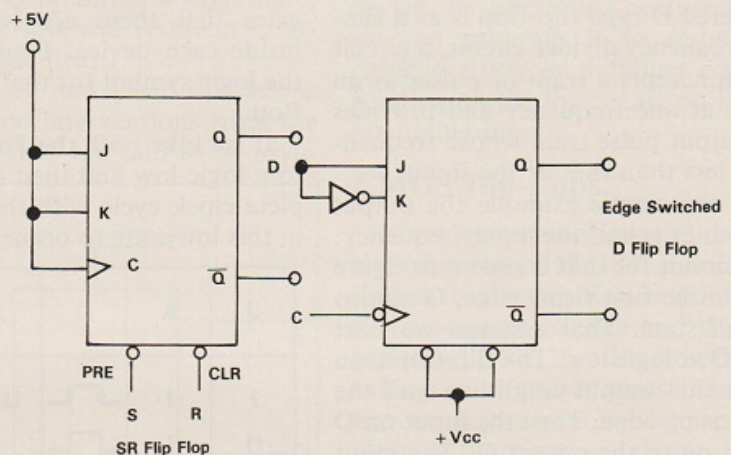 +5V
J
K
C
Q
Q
PRE
CLR
S
R
SR Flip Flop
D
J
K
C
Q
Q
Edge Switched
D Flip Flop
+Vcc